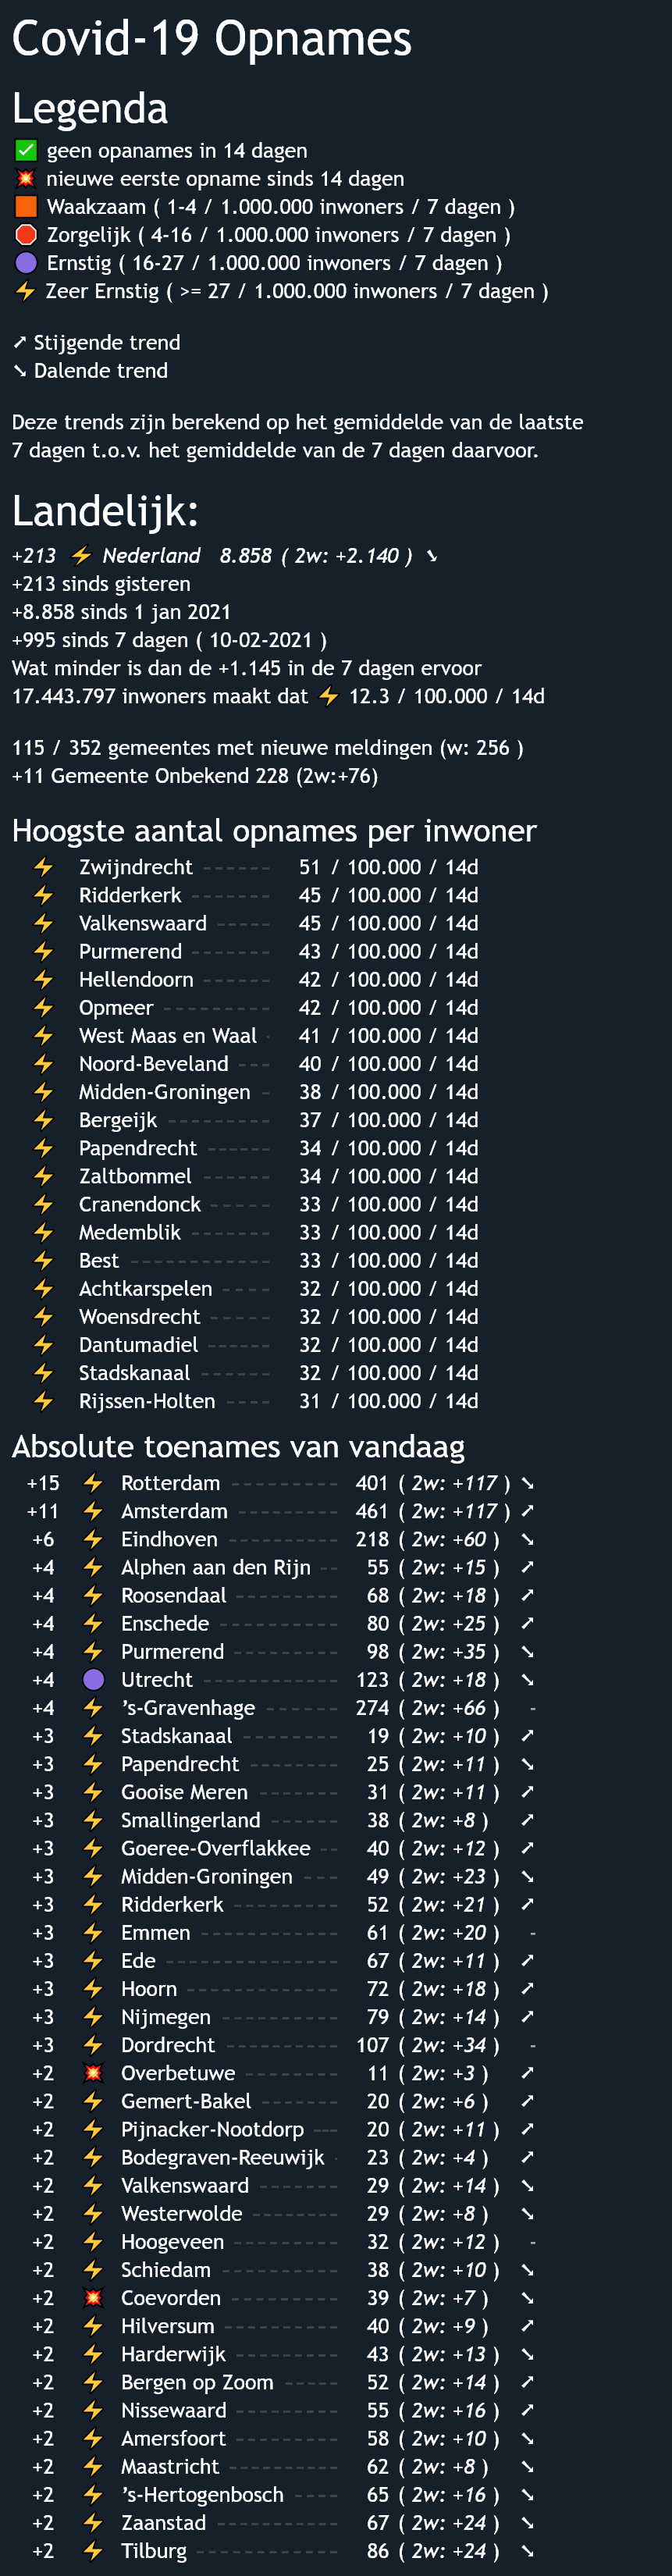 Covid-19 Opnames
Legenda
✅ geen opanames in 14 dagen
💥 nieuwe eerste opname sinds 14 dagen
🟧 Waakzaam ( 1-4 / 1.000.000 inwoners / 7 dagen )
🛑 Zorgelijk ( 4-16 / 1.000.000 inwoners / 7 dagen )
🟣 Ernstig ( 16-27 / 1.000.000 inwoners / 7 dagen )
⚡ Zeer Ernstig ( >= 27 / 1.000.000 inwoners / 7 dagen )
➚ Stijgende trend
➘ Dalende trend
Deze trends zijn berekend op het gemiddelde van de laatste
7 dagen t.o.v. het gemiddelde van de 7 dagen daarvoor.
Landelijk:
+213 ⚡ Nederland 8.858 ( 2w: +2.140 ) ➘
+213 sinds gisteren
+8.858 sinds 1 jan 2021
+995 sinds 7 dagen ( 10-02-2021 )
Wat minder is dan de +1.145 in de 7 dagen ervoor
17.443.797 inwoners maakt dat ⚡ 12.3 / 100.000 / 14d
115 / 352 gemeentes met nieuwe meldingen (w: 256 )
+11 Gemeente Onbekend 228 (2w:+76)
Hoogste aantal opnames per inwoner
⚡ Zwijndrecht ------ 51 / 100.000 / 14d
⚡ Ridderkerk ------- 45 / 100.000 / 14d
⚡ Valkenswaard ----- 45 / 100.000 / 14d
⚡ Purmerend ------- 43 / 100.000 / 14d
⚡ Hellendoorn ------ 42 / 100.000 / 14d
⚡ Opmeer --------- 42 / 100.000 / 14d
⚡ West Maas en Waal - 41 / 100.000 / 14d
⚡ Noord-Beveland --- 40 / 100.000 / 14d
⚡ Midden-Groningen - 38 / 100.000 / 14d
⚡ Bergeijk --------- 37 / 100.000 / 14d
⚡ Papendrecht ------ 34 / 100.000 / 14d
⚡ Zaltbommel ------ 34 / 100.000 / 14d
⚡ Cranendonck ----- 33 / 100.000 / 14d
⚡ Medemblik ------- 33 / 100.000 / 14d
⚡ Best ------------ 33 / 100.000 / 14d
⚡ Achtkarspelen ---- 32 / 100.000 / 14d
⚡ Woensdrecht ----- 32 / 100.000 / 14d
⚡ Dantumadiel ------ 32 / 100.000 / 14d
⚡ Stadskanaal ------ 32 / 100.000 / 14d
⚡ Rijssen-Holten ---- 31 / 100.000 / 14d
Absolute toenames van vandaag
+15 ⚡ Rotterdam --------- 401 ( 2w: +117 ) ➘
+11 ⚡ Amsterdam --------- 461 ( 2w: +117 ) ➚
+6 ⚡ Eindhoven --------- 218 ( 2w: +60 ) ➘
+4 ⚡ Alphen aan den Rijn -- 55 ( 2w: +15 ) ➚
+4 ⚡ Roosendaal --------- 68 ( 2w: +18 ) ➚
+4 ⚡ Enschede ---------- 80 ( 2w: +25 ) ➚
+4 ⚡ Purmerend --------- 98 ( 2w: +35 ) ➘
+4 🟣 Utrecht ------------ 123 ( 2w: +18 ) ➘
+4 ⚡ 's-Gravenhage ------ 274 ( 2w: +66 ) -
+3 ⚡ Stadskanaal -------- 19 ( 2w: +10 ) ➚
+3 ⚡ Papendrecht -------- 25 ( 2w: +11 ) ➘
+3 ⚡ Gooise Meren ------- 31 ( 2w: +11 ) ➚
+3 ⚡ Smallingerland ------ 38 ( 2w: +8 ) ➚
+3 ⚡ Goeree-Overflakkee -- 40 ( 2w: +12 ) ➚
+3 ⚡ Midden-Groningen --- 49 ( 2w: +23 ) ➘
+3 ⚡ Ridderkerk --------- 52 ( 2w: +21 ) ➚
+3 ⚡ Emmen ------------ 61 ( 2w: +20 ) -
+3 ⚡ Ede --------------- 67 ( 2w: +11 ) ➚
+3 ⚡ Hoorn ------------- 72 ( 2w: +18 ) ➚
+3 ⚡ Nijmegen ---------- 79 ( 2w: +14 ) ➚
+3 ⚡ Dordrecht ---------- 107 ( 2w: +34 ) -
+2 💥 Overbetuwe -------- 11 ( 2w: +3 ) ➚
+2 ⚡ Gemert-Bakel ------- 20 ( 2w: +6 ) ➚
+2 ⚡ Pijnacker-Nootdorp --- 20 ( 2w: +11 ) ➚
+2 ⚡ Bodegraven-Reeuwijk - 23 ( 2w: +4 ) ➚
+2 ⚡ Valkenswaard ------- 29 ( 2w: +14 ) ➘
+2 ⚡ Westerwolde -------- 29 ( 2w: +8 ) ➘
+2 ⚡ Hoogeveen --------- 32 ( 2w: +12 ) -
+2 ⚡ Schiedam ---------- 38 ( 2w: +10 ) ➘
+2 💥 Coevorden --------- 39 ( 2w: +7 ) ➘
+2 ⚡ Hilversum ---------- 40 ( 2w: +9 ) ➚
+2 ⚡ Harderwijk --------- 43 ( 2w: +13 ) ➘
+2 ⚡ Bergen op Zoom ----- 52 ( 2w: +14 ) ➚
+2 ⚡ Nissewaard --------- 55 ( 2w: +16 ) ➚
+2 ⚡ Amersfoort --------- 58 ( 2w: +10 ) ➘
+2 ⚡ Maastricht ---------- 62 ( 2w: +8 ) ➘
+2 ⚡ 's-Hertogenbosch ---- 65 ( 2w: +16 ) ➘
+2 ⚡ Zaanstad ----------- 67 ( 2w: +24 ) ➘
+2 ⚡ Tilburg ------------ 86 ( 2w: +24 ) ➘